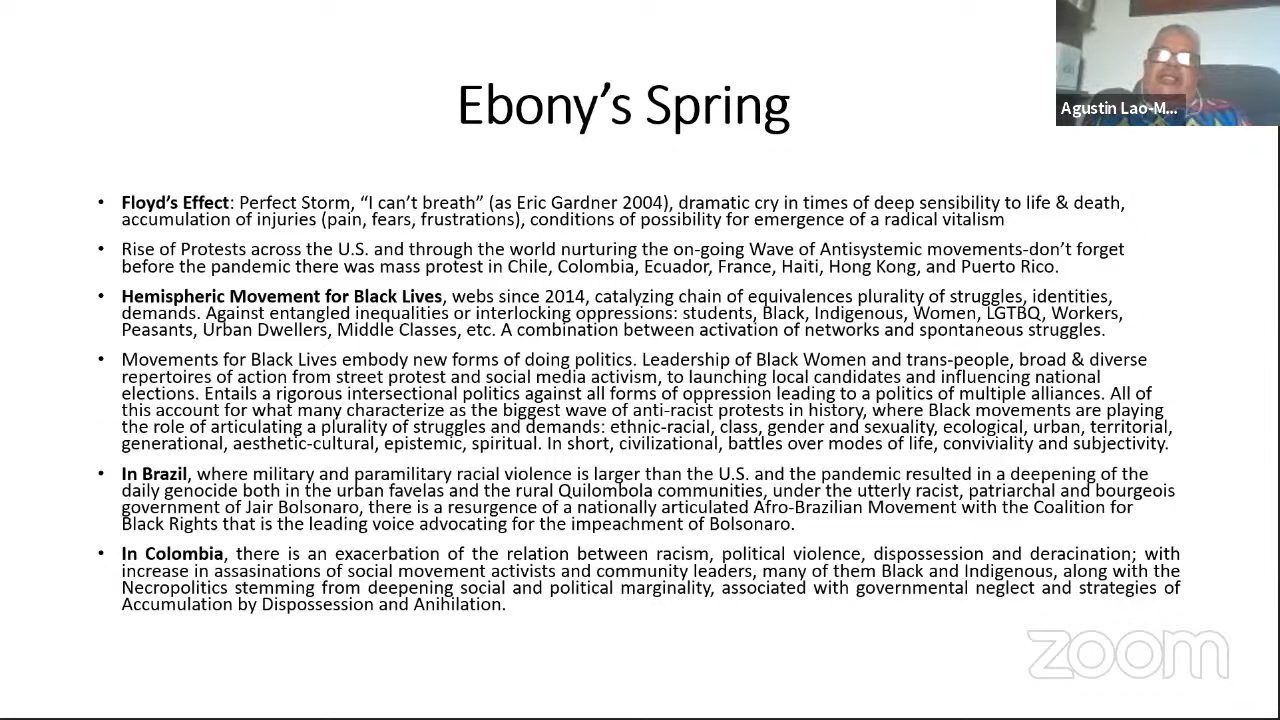 Agustin Lao-M...
Ebony's Spring
• Floyd's Effect: Perfect Storm, "I can't breath" (as Eric Gardner 2004), dramatic cry in times of deep sensibility to life & death,
accumulation of injuries (pain, fears, frustrations), conditions of possibility for emergence of a radical vitalism
• Rise of Protests across the U.S. and through the world nurturing the on-going Wave of Antisystemic movements-don't forget
before the pandemic there was mass protest in Chile, Colombia, Ecuador, France, Haiti, Hong Kong, and Puerto Rico.
• Hemispheric Movement for Black Lives, webs since 2014, catalyzing chain of equivalences plurality of struggles, identities,
demands. Against entangled inequalities or interlocking oppressions: students, Black, Indigenous, Women, LGTBQ, Workers,
Peasants, Urban Dwellers, Middle Classes, etc. A combination between activation of networks and spontaneous struggles.
• Movements for Black Lives embody new forms of doing politics. Leadership of Black Women and trans-people, broad & diverse
repertoires of action from street protest and social media activism, to launching local candidates and influencing national
elections. Entails a rigorous intersectional politics against all forms of oppression leading to a politics of multiple alliances. All of
this account for what many characterize as the biggest wave of anti-racist protests in history, where Black movements are playing
the role of articulating a plurality of struggles and demands: ethnic-racial, class, gender and sexuality, ecological, urban, territorial,
generational, aesthetic-cultural, epistemic, spiritual. In short, civilizational, battles over modes of life, conviviality and subjectivity.
• In Brazil, where military and paramilitary racial violence is larger than the U.S. and the pandemic resulted in a deepening of the
daily genocide both in the urban favelas and the rural Quilombola communities, under the utterly racist, patriarchal and bourgeois
government of Jair Bolsonaro, there is a resurgence of a nationally articulated Afro-Brazilian Movement with the Coalition for
Black Rights that is the leading voice advocating for the impeachment of Bolsonaro.
• In Colombia, there is an exacerbation of the relation between racism, political violence, dispossession and deracination; with
increase in assasinations of social movement activists and community leaders, many of them Black and Indigenous, along with the
Necropolitics stemming from deepening social and political marginality, associated with governmental neglect and strategies of
Accumulation by Dispossession and Anihilation.
zoom